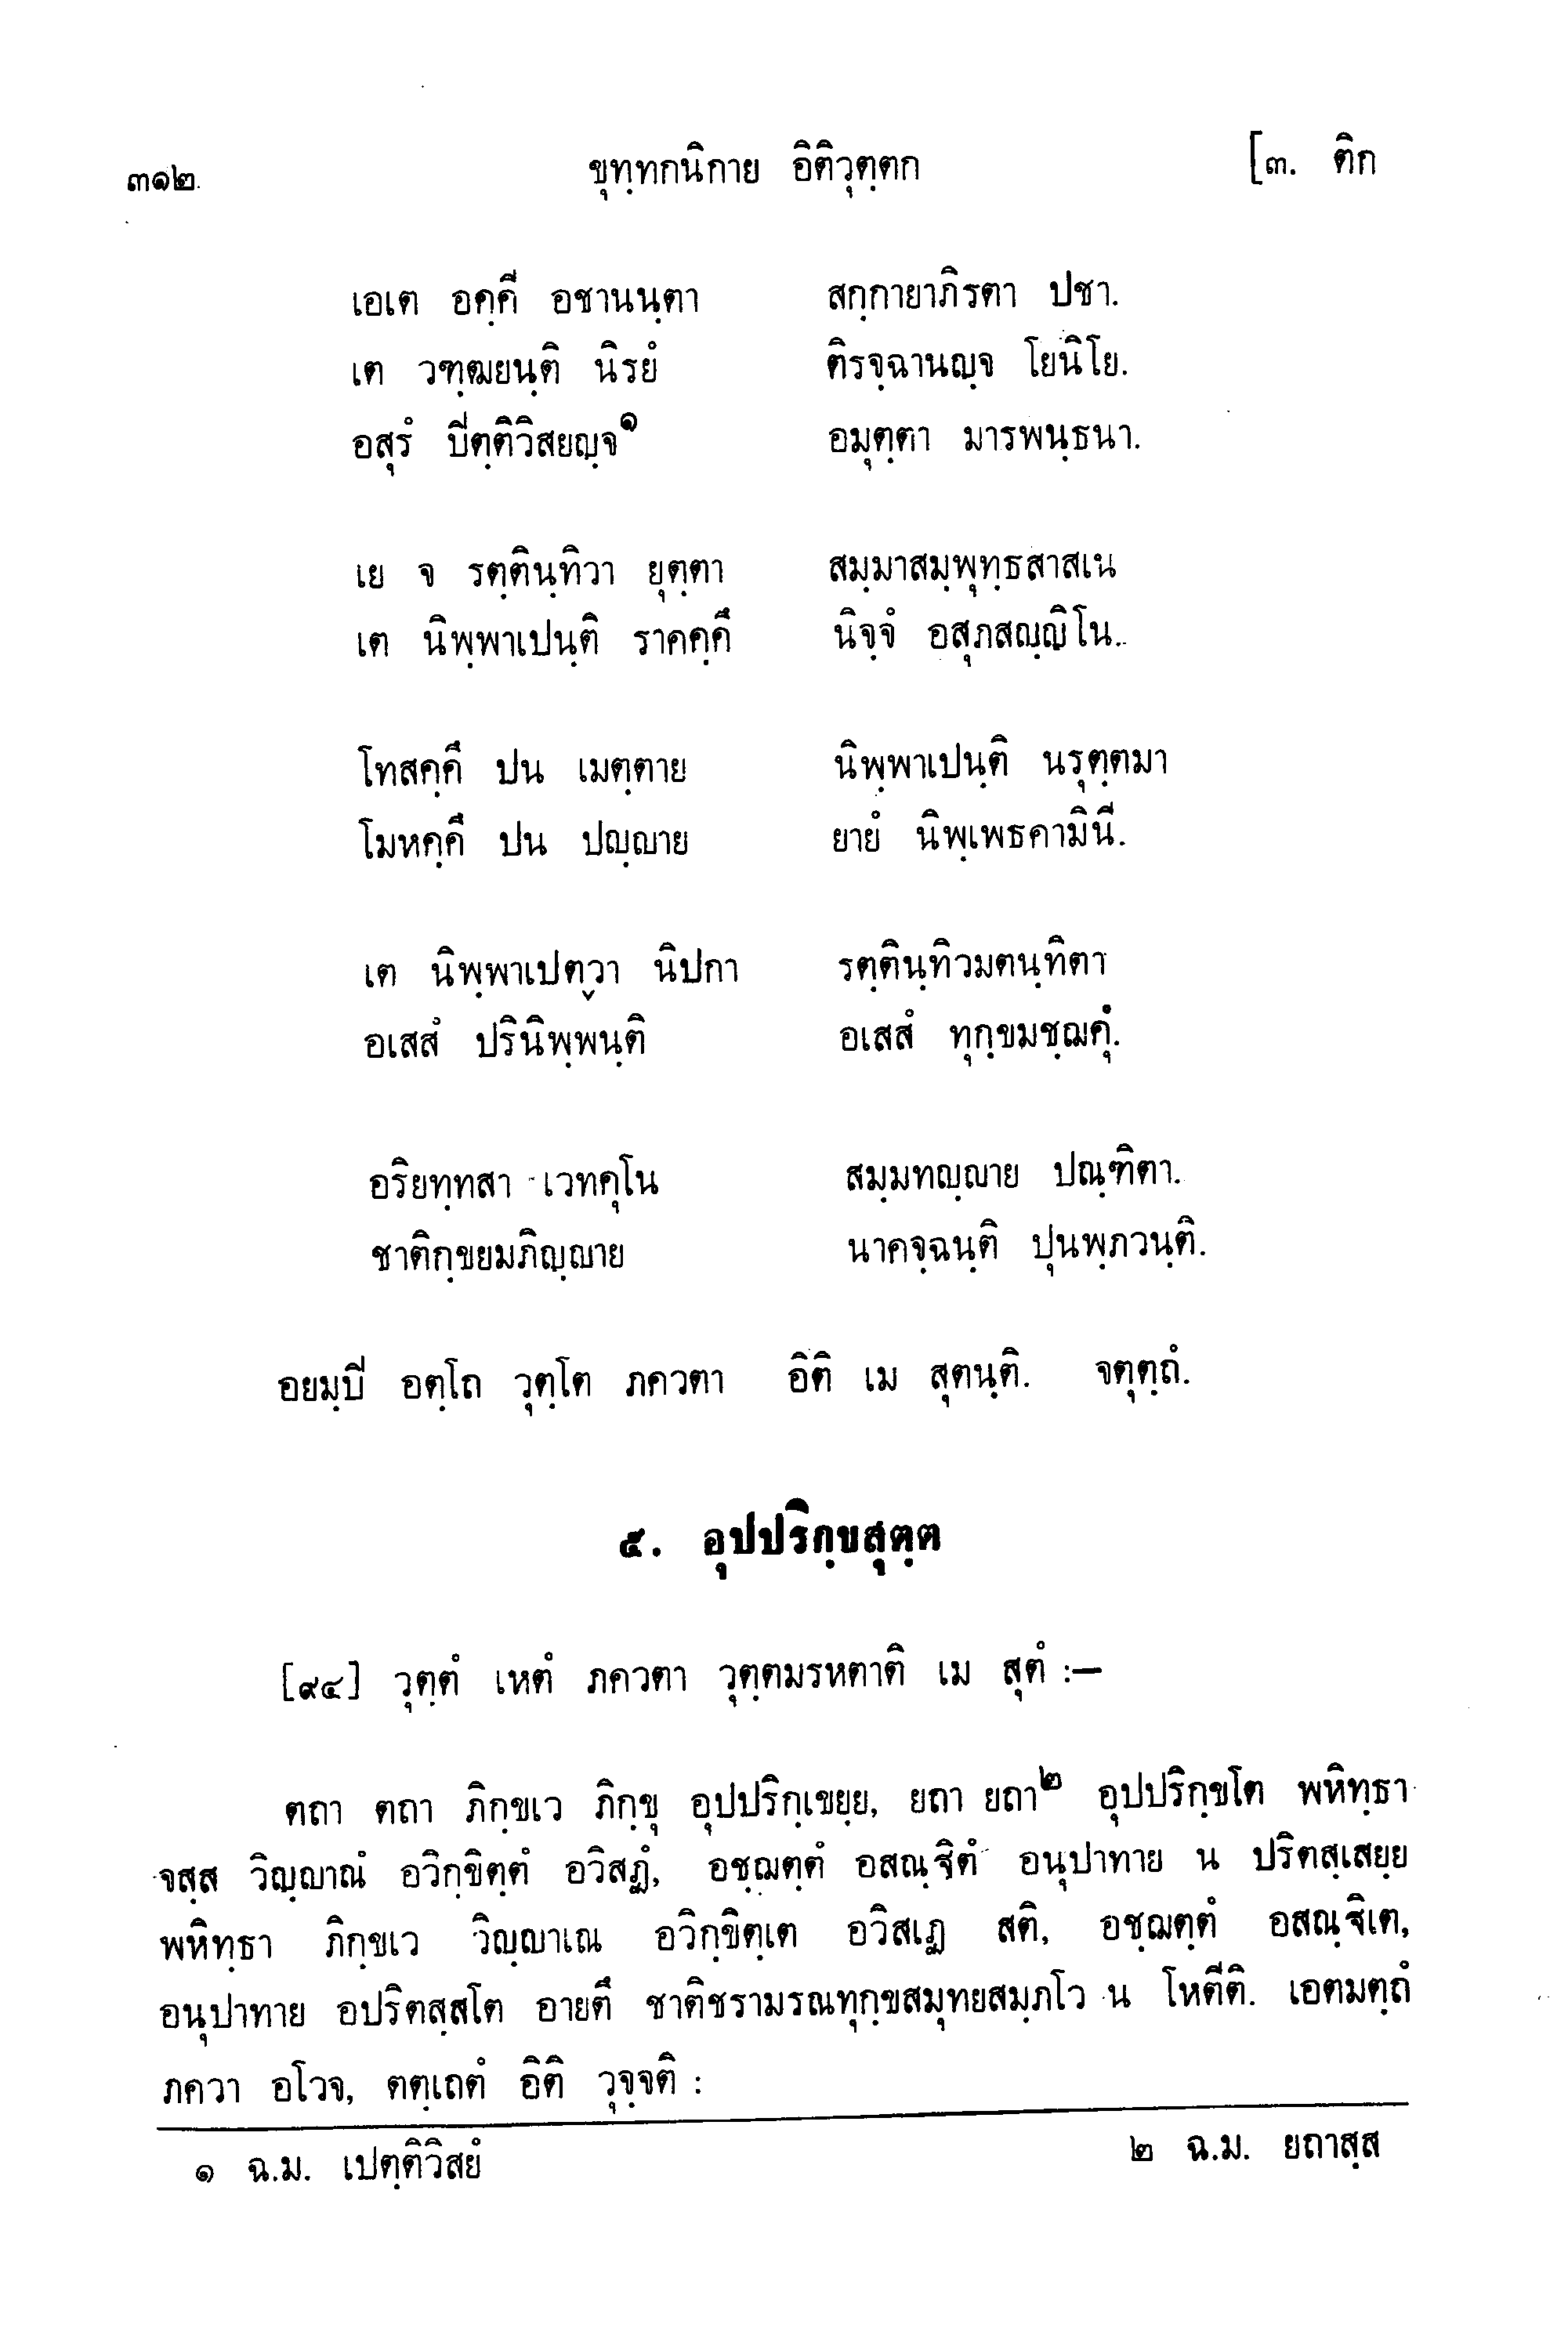 ๓๑๒ ขุทฺทกนิกาย อิติวุตฺตก [๓. ติก
เอเต อคฺคี อชานนฺตา สกฺกายาภิรตา ปชา.
เต วฑฺฒยนฺติ นิรยํ ติรจฺฉานญฺจ โยนิโย.
อสุรํ ปีตฺติวิสยญฺจ๑ อมุตฺตา มารพนฺธนา.
เย จ รตฺตินฺทิวา ยุตฺตา สมฺมาสมฺพุทฺธสาสเน
เต นิพฺพาเปนฺติ ราคคฺคึ นิจฺจํ อสุภสญฺญิโน.
โทสคฺคึ ปน เมตฺตาย นิพฺพาเปนฺติ นรุตฺตมา
โมหคฺคึ ปน ปญฺญาย ยายํ นิพฺเพธคามินี.
เต นิพฺพาเปตฺวา นิปกา รตฺตินฺทิวมตนฺทิตา
อเสสํ ปรินิพฺพนฺติ อเสสํ ทุกฺขมชฺฌคุํ.
อริยทฺทสา เวทคุโน สมฺมทญฺญาย ปณฺฑิตา.
ชาติกฺขยมภิญฺญาย นาคจฺฉนฺติ ปุนพฺภวนฺติ.
อยมฺปี อตฺโถ วุตฺโต ภควตา อิติ เม สุตนฺติ. จตุตฺถํ.
๕. อุปปริกฺขสุตฺต
[๙๔] วุตฺตํ เหตํ ภควตา วุตฺตมรหตาติ เม สุตํ :—
ตถา ตถา ภิกฺขเว ภิกฺขุ อุปปริกฺเขยฺย, ยถา ยถา๒ อุปปริกฺขโต พหิทฺธา
จสฺส วิญฺญาณํ อวิกฺขิตฺตํ อวิสฏํ, อชฺฌตฺตํ อสณฺฐิตํ อนุปาทาย น ปริตสฺเสยฺย
พหิทฺธา ภิกฺขเว วิญฺญาเณ อวิกฺขิตฺเต อวิสเฏ สติ, อชฺฌตฺตํ อสณฺฐิเต,
อนุปาทาย อปริตสฺสโต อายตึ ชาติชรามรณทุกฺขสมุทยสมฺภโว น โหตีติ. เอตมตฺถํ
ภควา อโวจ, ตตฺเถตํ อิติ วุจฺจติ :
๑ ฉ.ม. เปตฺติวิสยํ ๒ ฉ.ม. ยถาสฺส